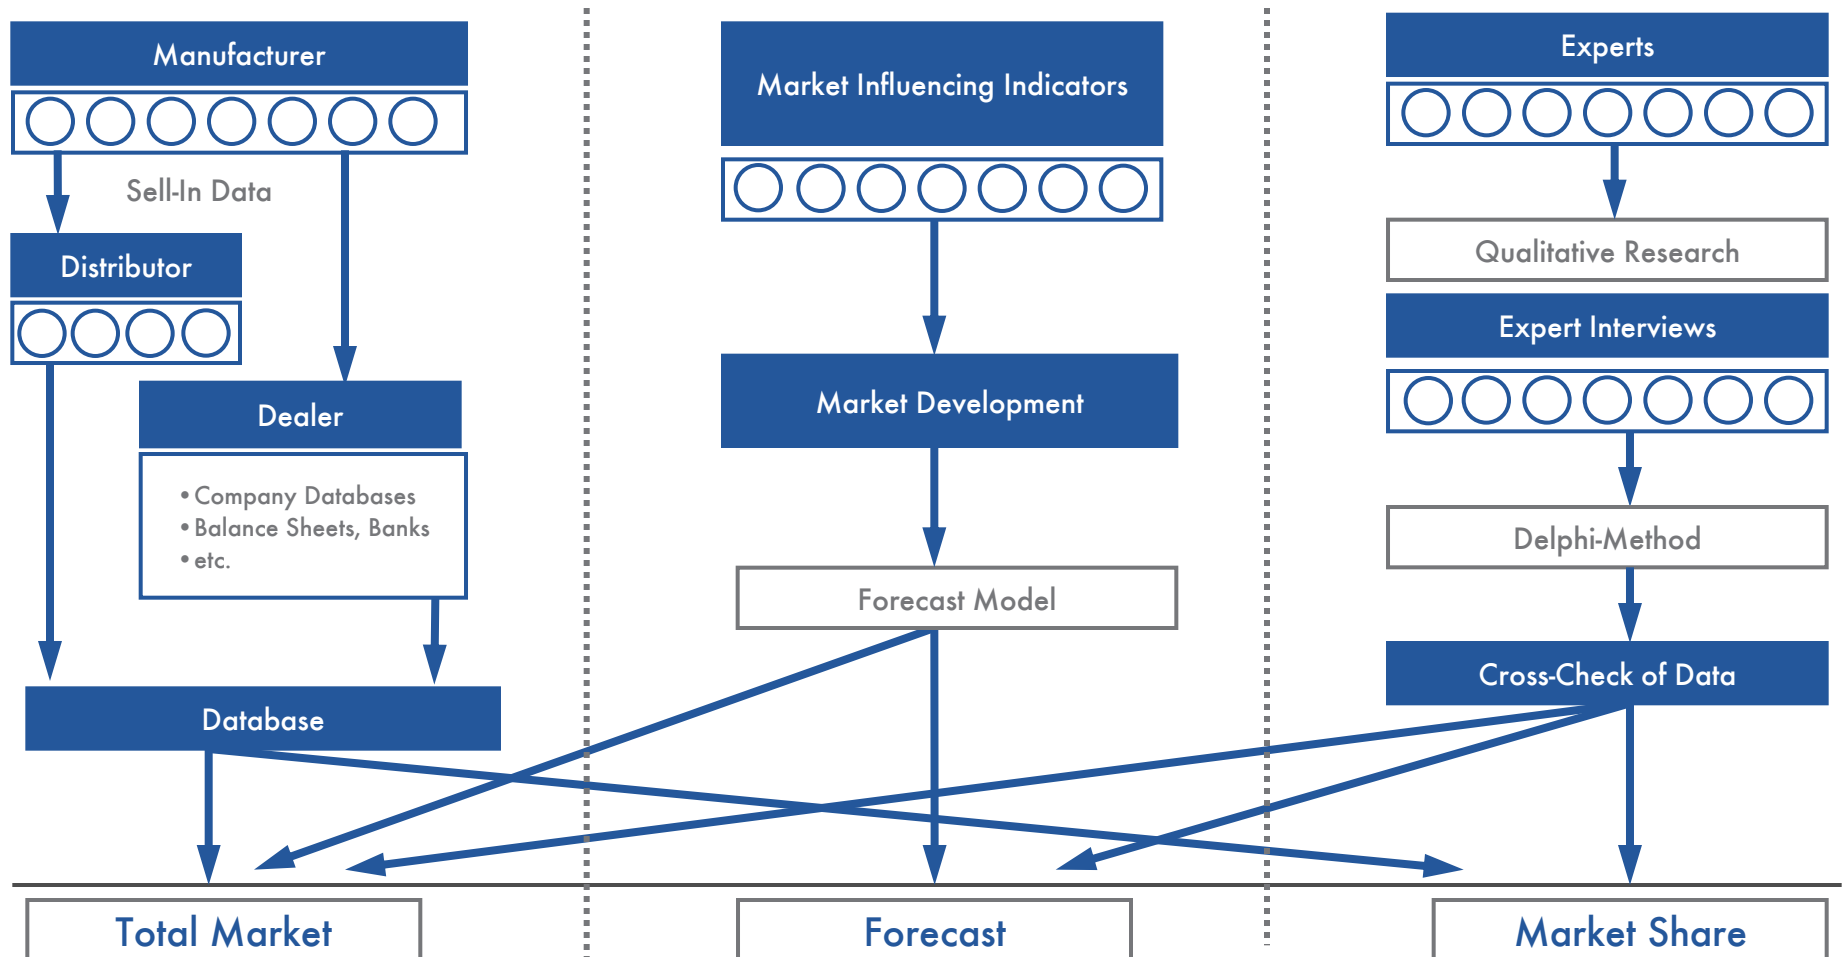 Manufacturer
Sell-In Data
Distributor
Dealer
• Company Databases
• Balance Sheets, Banks
• etc.
Database
Total Market
Market Influencing Indicators
Market Development
Forecast Model
Forecast
Experts
Qualitative Research
Expert Interviews
Delphi-Method
Cross-Check of Data
Market Share